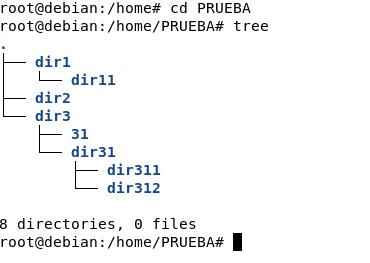 root@debian:/home# cd PRUEBA
root@debian:/home/PRUEBA# tree
.
├── dir1
│   └── dir11
├── dir2
└── dir3
    ├── 31
    └── dir31
        ├── dir311
        └── dir312

8 directories, 0 files
root@debian:/home/PRUEBA#